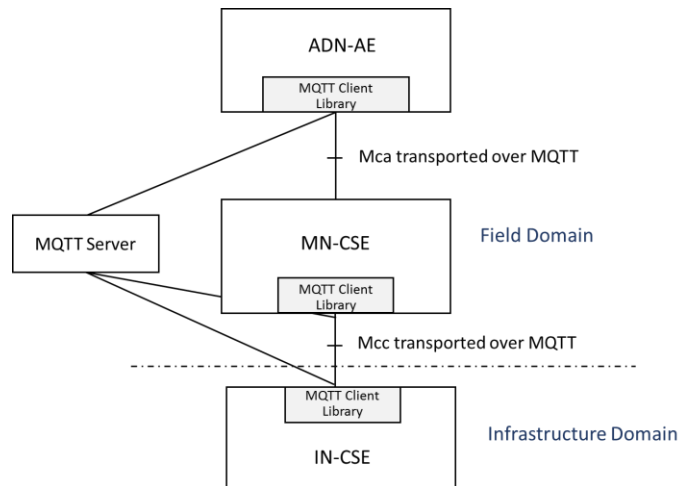 ADN-AE
MQTT Client
Library
Mca transported over MQTT
MQTT Server
MN-CSE
Field Domain
MQTT Client
Library
Mcc transported over MQTT
MQTT Client
Library
Infrastructure Domain
IN-CSE